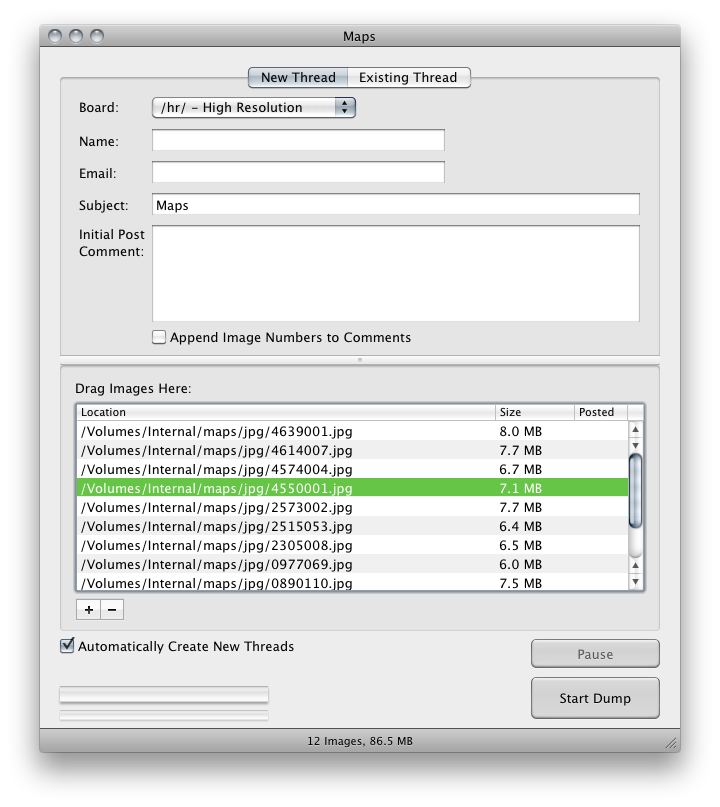 Maps
New Thread Existing Thread
Board: /hr/ – High Resolution
Name:
Email:
Subject: Maps
Initial Post
Comment:
Append Image Numbers to Comments
Drag Images Here:
Location Size Posted
/Volumes/Internal/maps/jpg/4639001.jpg 8.0 MB
/Volumes/Internal/maps/jpg/4614007.jpg 7.7 MB
/Volumes/Internal/maps/jpg/4574004.jpg 6.7 MB
/Volumes/Internal/maps/jpg/4550001.jpg 7.1 MB
/Volumes/Internal/maps/jpg/2573002.jpg 7.7 MB
/Volumes/Internal/maps/jpg/2515053.jpg 6.4 MB
/Volumes/Internal/maps/jpg/2305008.jpg 6.5 MB
/Volumes/Internal/maps/jpg/0977069.jpg 6.0 MB
/Volumes/Internal/maps/jpg/0890110.jpg 7.5 MB
+ −
Automatically Create New Threads
Pause
Start Dump
12 Images, 86.5 MB